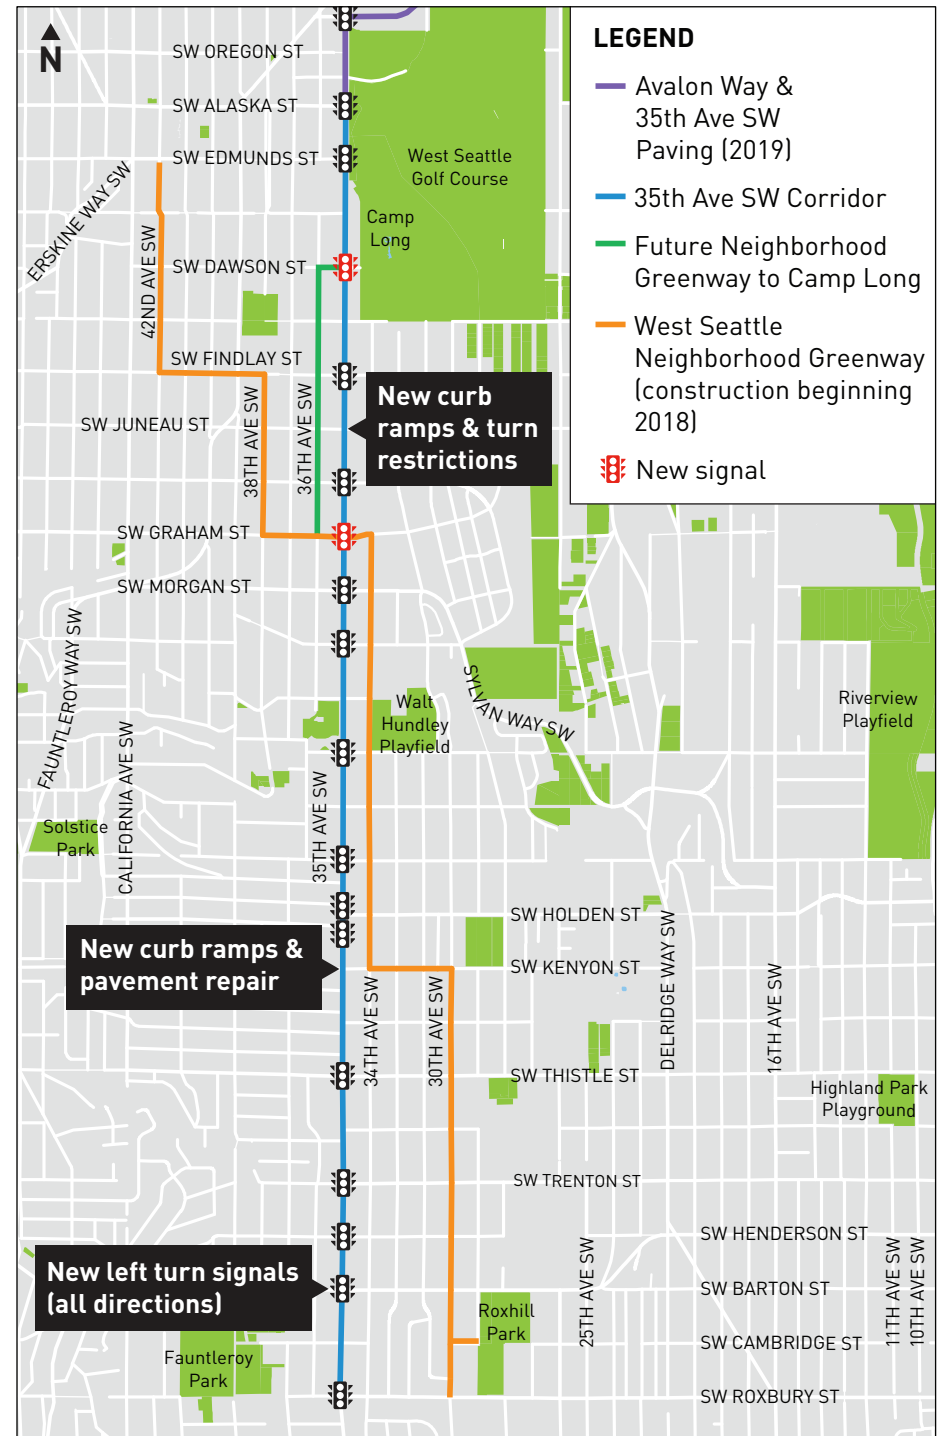 N
SW OREGON ST
SW ALASKA ST
SW EDMUNDS ST
ERSKINE WAY SW
42ND AVE SW
SW DAWSON ST
West Seattle
Golf Course
Camp
Long
SW FINDLAY ST
SW JUNEAU ST
38TH AVE SW
36TH AVE SW
New curb
ramps & turn
restrictions
LEGEND
Avalon Way &
35th Ave SW
Paving (2019)
35th Ave SW Corridor
Future Neighborhood
Greenway to Camp Long
West Seattle
Neighborhood Greenway
(construction beginning
2018)
New signal
SW GRAHAM ST
SW MORGAN ST
FAUNTLEROY WAY SW
CALIFORNIA AVE SW
35TH AVE SW
Walt
Hundley
Playfield
SYLVAN WAY SW
Riverview
Playfield
Solstice
Park
SW HOLDEN ST
New curb ramps &
pavement repair
SW KENYON ST
34TH AVE SW
30TH AVE SW
DELRIDGE WAY SW
16TH AVE SW
SW THISTLE ST
Highland Park
Playground
SW TRENTON ST
SW HENDERSON ST
New left turn signals
(all directions)
25TH AVE SW
SW BARTON ST
11TH AVE SW
10TH AVE SW
Roxhill
Park
SW CAMBRIDGE ST
Fauntleroy
Park
SW ROXBURY ST